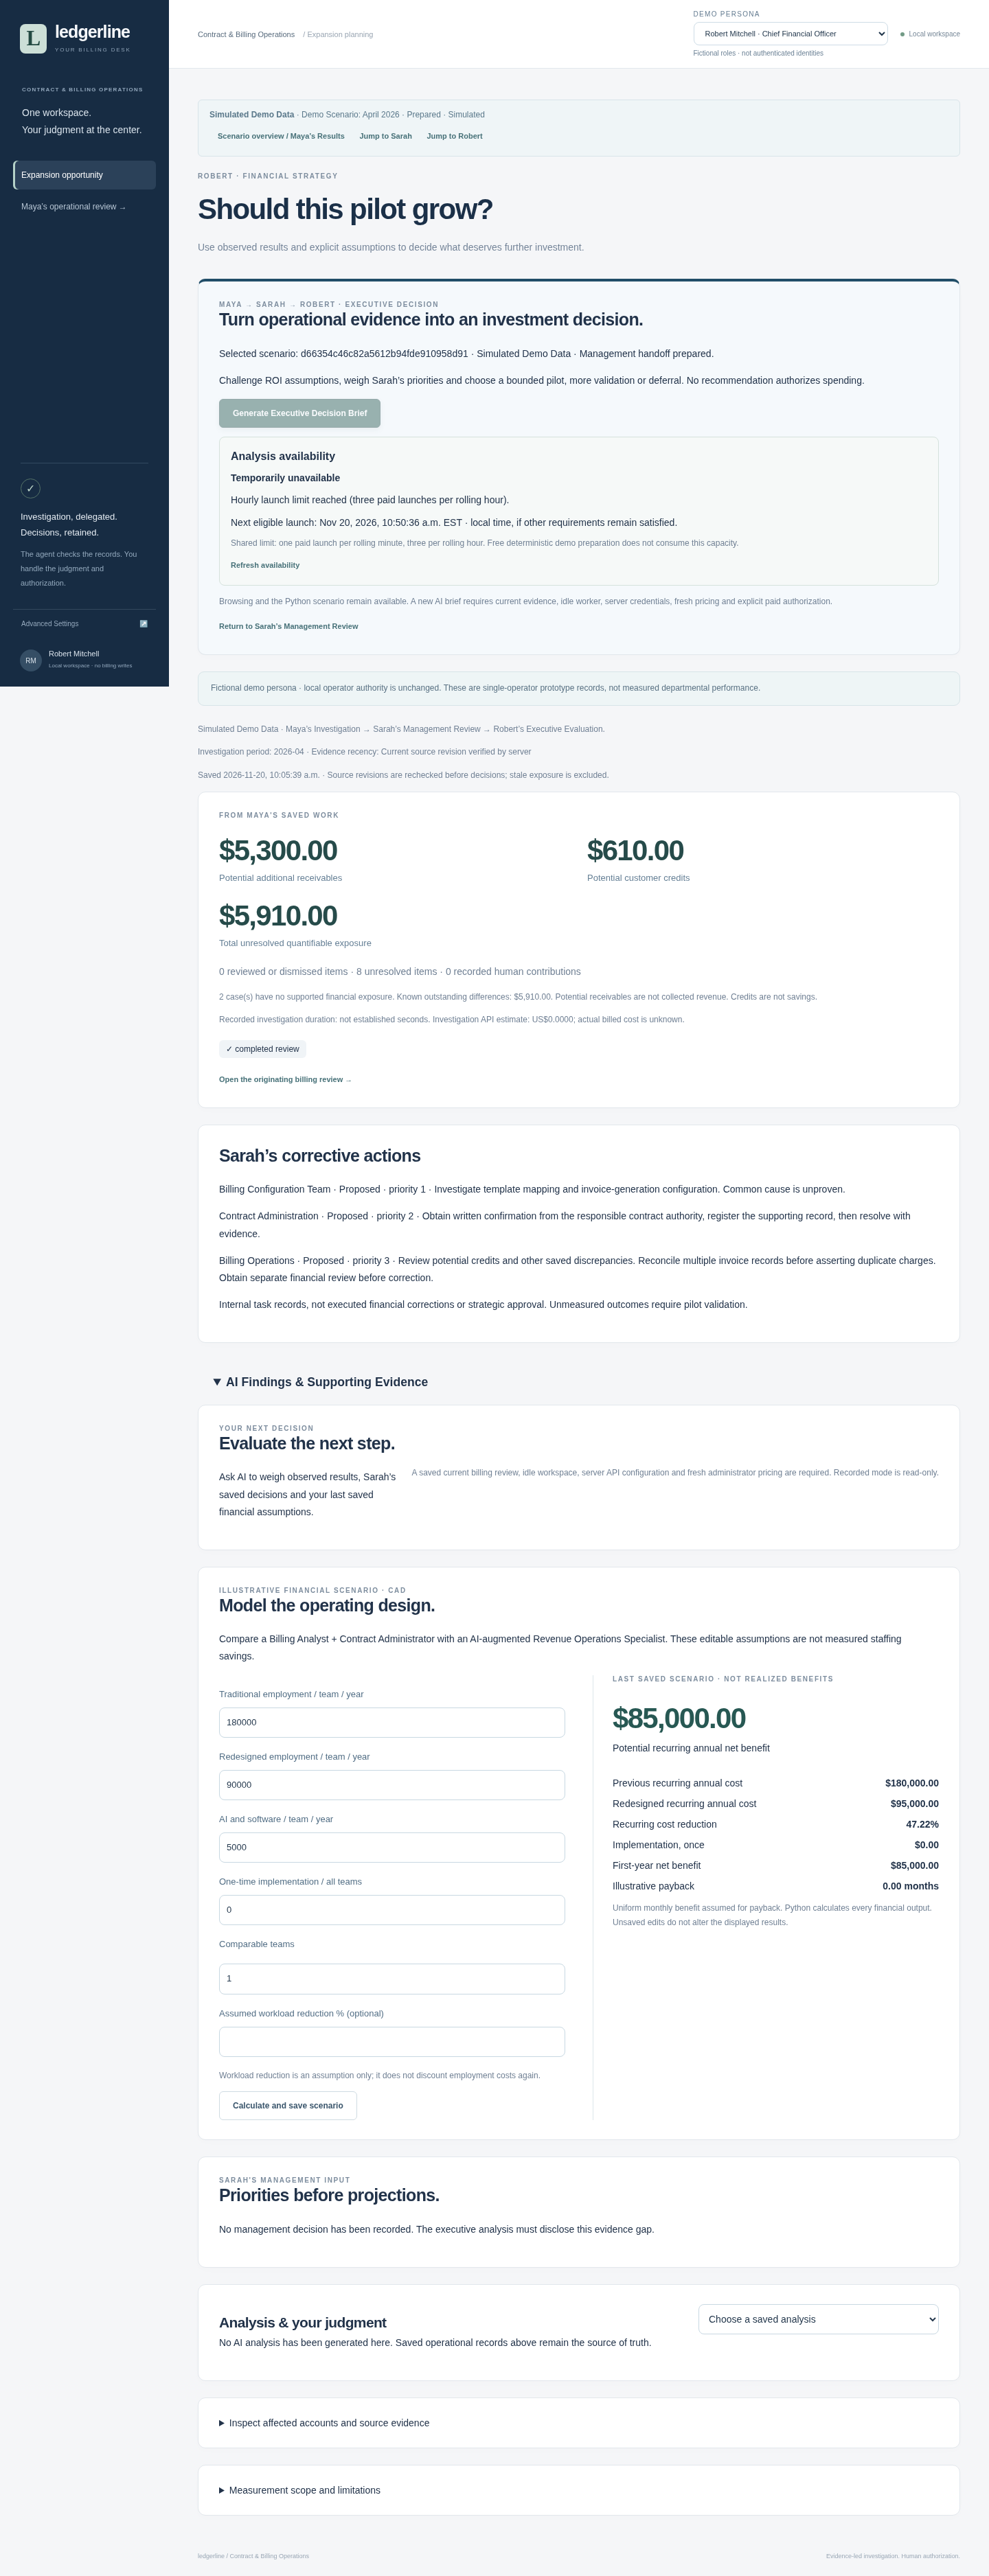 L ledgerline
YOUR BILLING DESK
CONTRACT & BILLING OPERATIONS
One workspace.
Your judgment at the center.
Expansion opportunity
Maya's operational review →
✓
Investigation, delegated.
Decisions, retained.
The agent checks the records. You
handle the judgment and
authorization.
Advanced Settings ↗
RM Robert Mitchell
Local workspace · no billing writes
Contract & Billing Operations / Expansion planning
DEMO PERSONA
Robert Mitchell · Chief Financial Officer
Local workspace
Fictional roles · not authenticated identities
Simulated Demo Data · Demo Scenario: April 2026 · Prepared · Simulated
Scenario overview / Maya's Results Jump to Sarah Jump to Robert
ROBERT · FINANCIAL STRATEGY
Should this pilot grow?
Use observed results and explicit assumptions to decide what deserves further investment.
MAYA → SARAH → ROBERT · EXECUTIVE DECISION
Turn operational evidence into an investment decision.
Selected scenario: d66354c46c82a5612b94fde910958d91 · Simulated Demo Data · Management handoff prepared.
Challenge ROI assumptions, weigh Sarah's priorities and choose a bounded pilot, more validation or deferral. No recommendation authorizes spending.
Generate Executive Decision Brief
Analysis availability
Temporarily unavailable
Hourly launch limit reached (three paid launches per rolling hour).
Next eligible launch: Nov 20, 2026, 10:50:36 a.m. EST · local time, if other requirements remain satisfied.
Shared limit: one paid launch per rolling minute, three per rolling hour. Free deterministic demo preparation does not consume this capacity.
Refresh availability
Browsing and the Python scenario remain available. A new AI brief requires current evidence, idle worker, server credentials, fresh pricing and explicit paid authorization.
Return to Sarah's Management Review
Fictional demo persona · local operator authority is unchanged. These are single-operator prototype records, not measured departmental performance.
Simulated Demo Data · Maya's Investigation → Sarah's Management Review → Robert's Executive Evaluation.
Investigation period: 2026-04 · Evidence recency: Current source revision verified by server
Saved 2026-11-20, 10:05:39 a.m. · Source revisions are rechecked before decisions; stale exposure is excluded.
FROM MAYA'S SAVED WORK
$5,300.00 $610.00
Potential additional receivables Potential customer credits
$5,910.00
Total unresolved quantifiable exposure
0 reviewed or dismissed items · 8 unresolved items · 0 recorded human contributions
2 case(s) have no supported financial exposure. Known outstanding differences: $5,910.00. Potential receivables are not collected revenue. Credits are not savings.
Recorded investigation duration: not established seconds. Investigation API estimate: US$0.0000; actual billed cost is unknown.
✓ completed review
Open the originating billing review →
Sarah's corrective actions
Billing Configuration Team · Proposed · priority 1 · Investigate template mapping and invoice-generation configuration. Common cause is unproven.
Contract Administration · Proposed · priority 2 · Obtain written confirmation from the responsible contract authority, register the supporting record, then resolve with
evidence.
Billing Operations · Proposed · priority 3 · Review potential credits and other saved discrepancies. Reconcile multiple invoice records before asserting duplicate charges.
Obtain separate financial review before correction.
Internal task records, not executed financial corrections or strategic approval. Unmeasured outcomes require pilot validation.
▼ AI Findings & Supporting Evidence
YOUR NEXT DECISION
Evaluate the next step.
Ask AI to weigh observed results, Sarah's
saved decisions and your last saved
financial assumptions.
A saved current billing review, idle workspace, server API configuration and fresh administrator pricing are required. Recorded mode is read-only.
ILLUSTRATIVE FINANCIAL SCENARIO · CAD
Model the operating design.
Compare a Billing Analyst + Contract Administrator with an AI-augmented Revenue Operations Specialist. These editable assumptions are not measured staffing
savings.
Traditional employment / team / year
180000
Redesigned employment / team / year
90000
AI and software / team / year
5000
One-time implementation / all teams
0
Comparable teams
1
Assumed workload reduction % (optional)
Workload reduction is an assumption only; it does not discount employment costs again.
Calculate and save scenario
LAST SAVED SCENARIO · NOT REALIZED BENEFITS
$85,000.00
Potential recurring annual net benefit
Previous recurring annual cost $180,000.00
Redesigned recurring annual cost $95,000.00
Recurring cost reduction 47.22%
Implementation, once $0.00
First-year net benefit $85,000.00
Illustrative payback 0.00 months
Uniform monthly benefit assumed for payback. Python calculates every financial output.
Unsaved edits do not alter the displayed results.
SARAH'S MANAGEMENT INPUT
Priorities before projections.
No management decision has been recorded. The executive analysis must disclose this evidence gap.
Analysis & your judgment
Choose a saved analysis
No AI analysis has been generated here. Saved operational records above remain the source of truth.
▶ Inspect affected accounts and source evidence
▶ Measurement scope and limitations
ledgerline / Contract & Billing Operations
Evidence-led investigation. Human authorization.